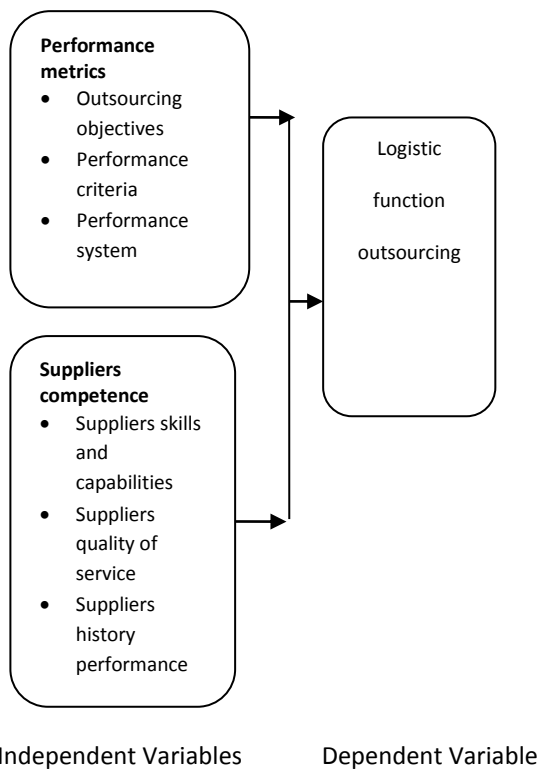 Performance
metrics
• Outsourcing
objectives
• Performance
criteria
• Performance
system
Logistic
function
outsourcing
Suppliers
competence
• Suppliers skills
and
capabilities
• Suppliers
quality of
service
• Suppliers
history
performance
Independent Variables
Dependent Variable